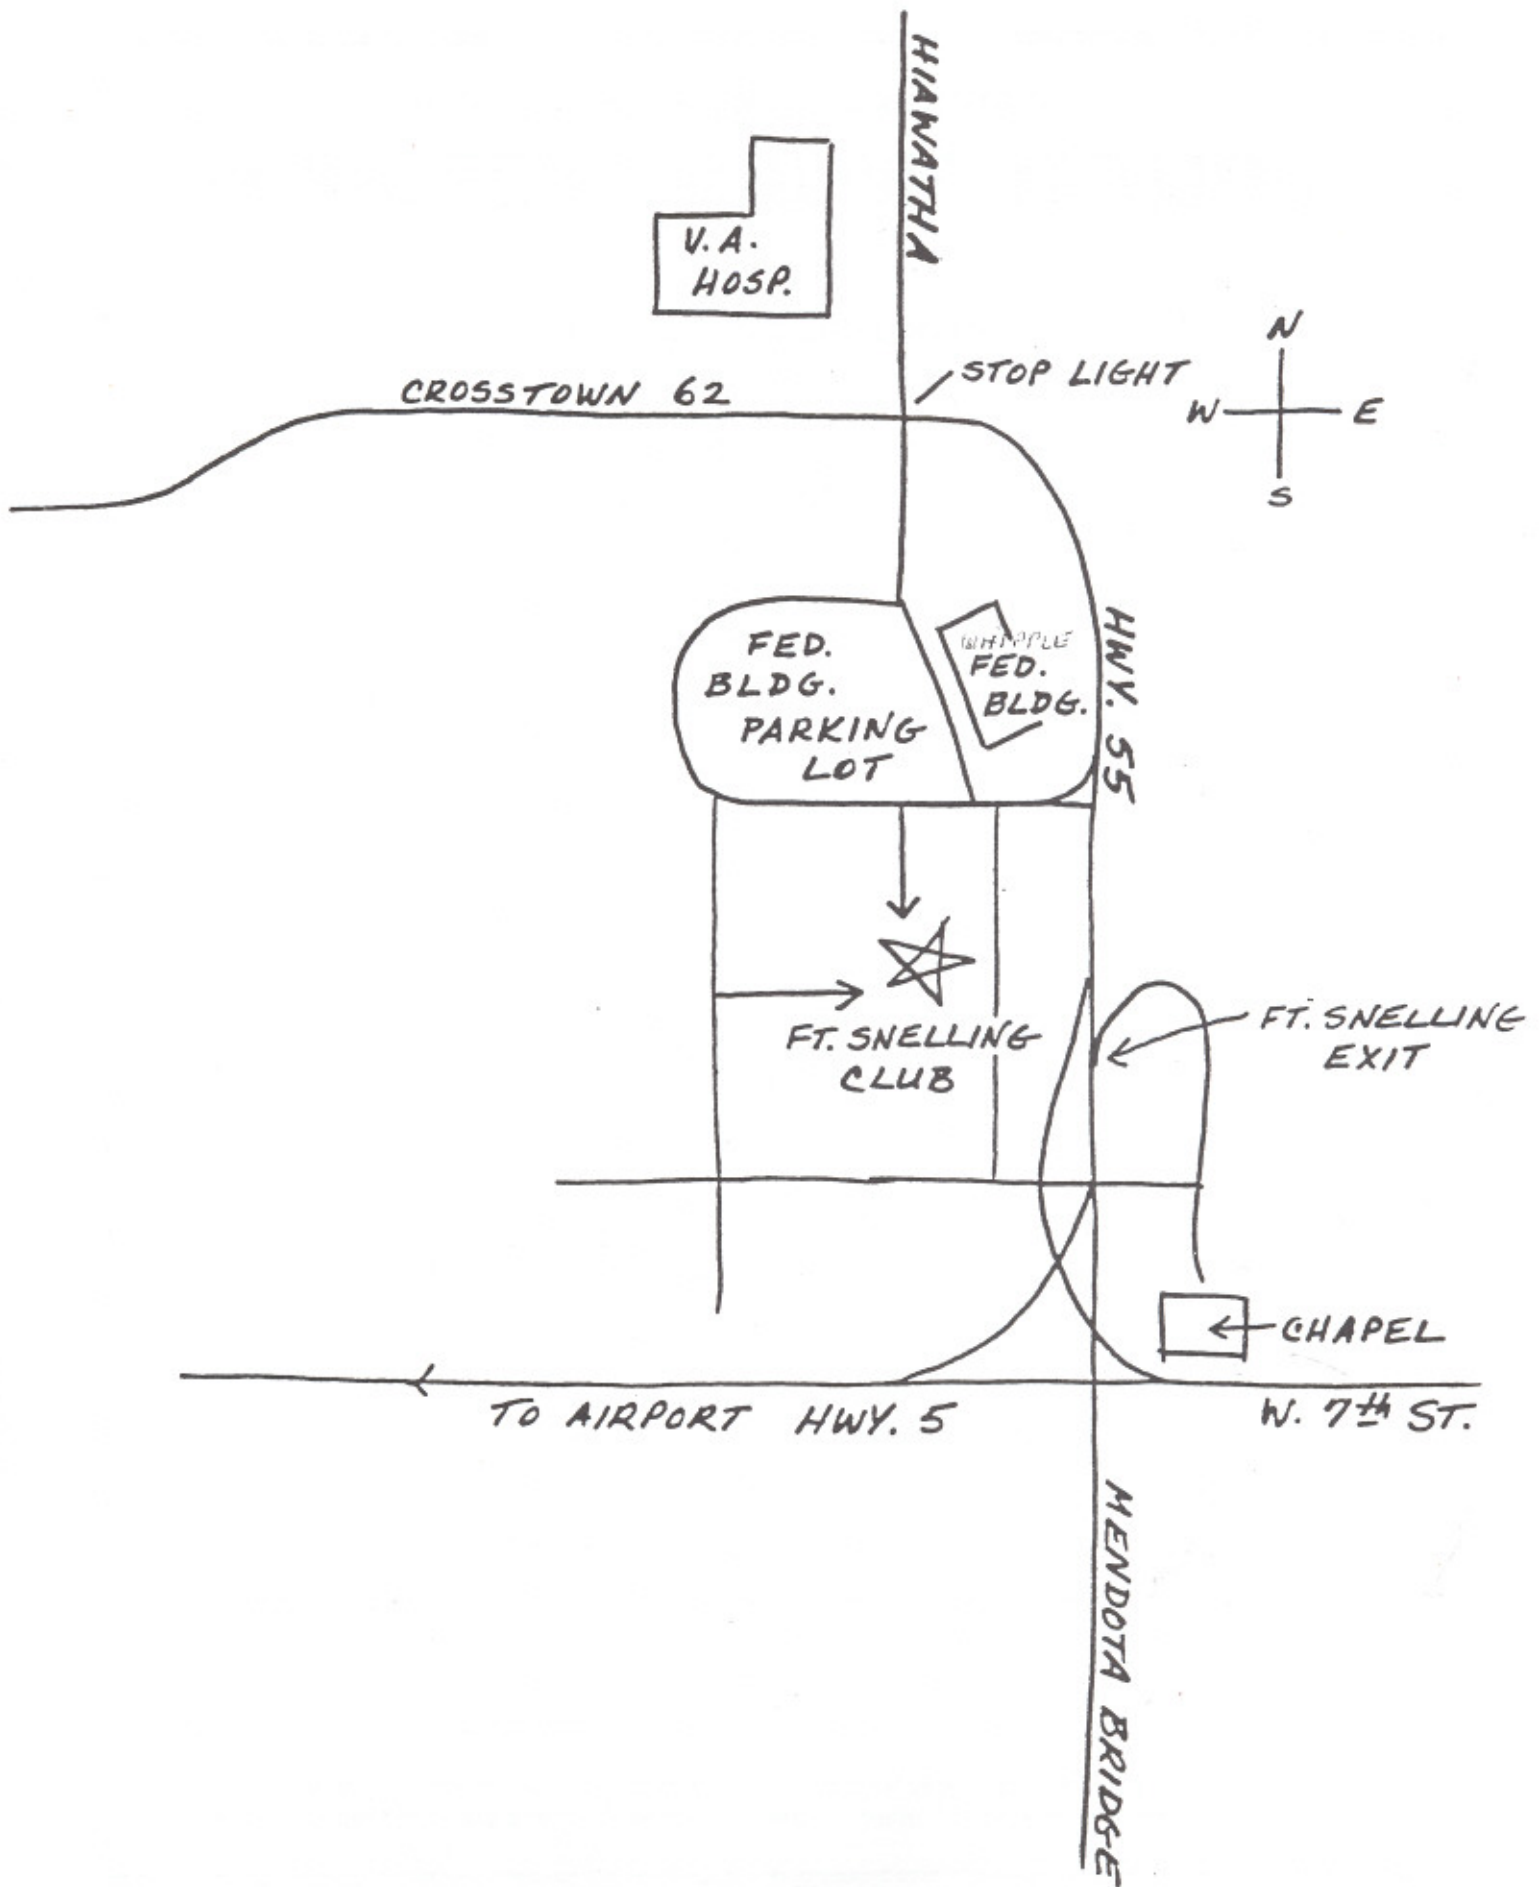 HIAWATHA
V.A.
HOSP.
N
STOP LIGHT
CROSSTOWN 62
W
E
S
HWY. 55
FED.
BLDG.
PARKING
LOT
WHIPPLE
FED.
BLDG.
FT. SNELLING
CLUB
FT. SNELLING
EXIT
CHAPEL
TO AIRPORT HWY. 5
W. 7th ST.
MENDOTA BRIDGE